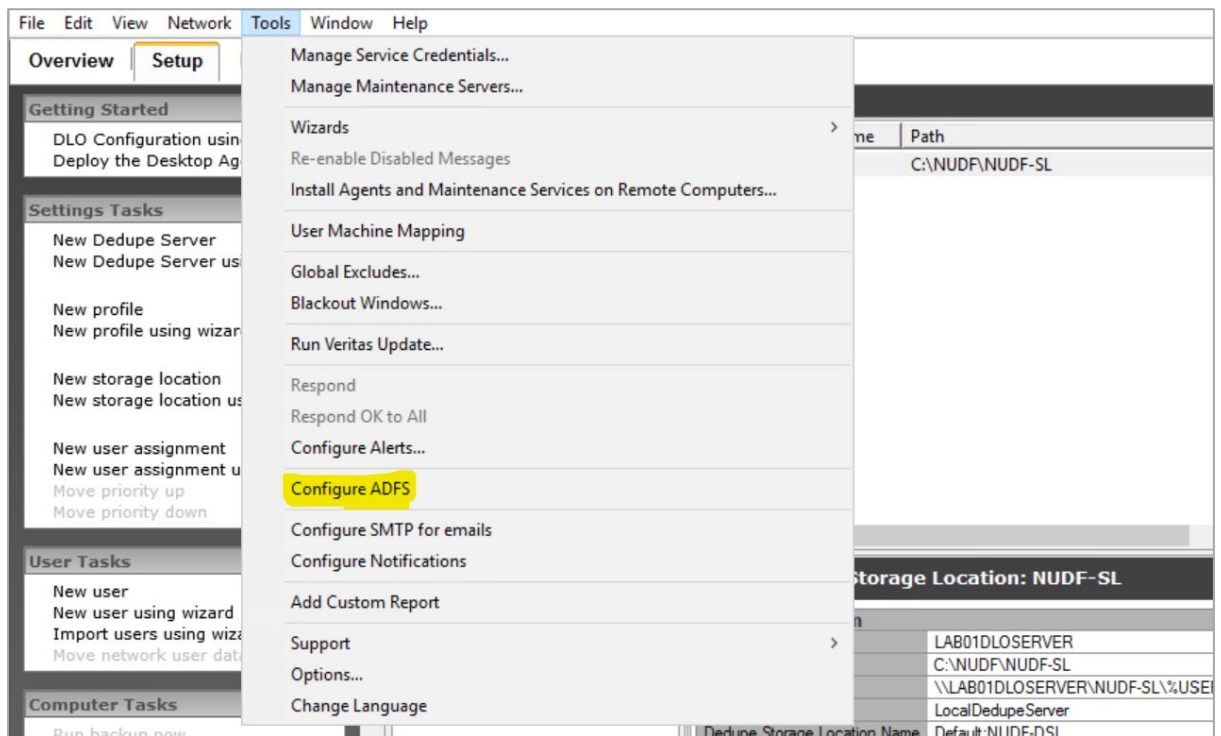 File Edit View Network Tools Window Help
Overview Setup
Manage Service Credentials...
Manage Maintenance Servers...
Wizards
Re-enable Disabled Messages
Install Agents and Maintenance Services on Remote Computers...
User Machine Mapping
Global Excludes...
Blackout Windows...
Run Veritas Update...
Respond
Respond OK to All
Configure Alerts...
Configure ADFS
Configure SMTP for emails
Configure Notifications
Add Custom Report
Support
Options...
Change Language
Getting Started
DLO Configuration usin
Deploy the Desktop Ag
Settings Tasks
New Dedupe Server
New Dedupe Server usi
New profile
New profile using wizar
New storage location
New storage location us
New user assignment
New user assignment u
Move priority up
Move priority down
User Tasks
New user
New user using wizard
Import users using wiza
Move network user data
Computer Tasks
Run backup now
me Path
C:\NUDF\NUDF-SL
Storage Location: NUDF-SL
n
LAB01DLOSERVER
C:\NUDF\NUDF-SL
\\LAB01DLOSERVER\NUDF-SL\%USE
LocalDedupeServer
Dedupe Storage Location Name Default:NUDF-DSL